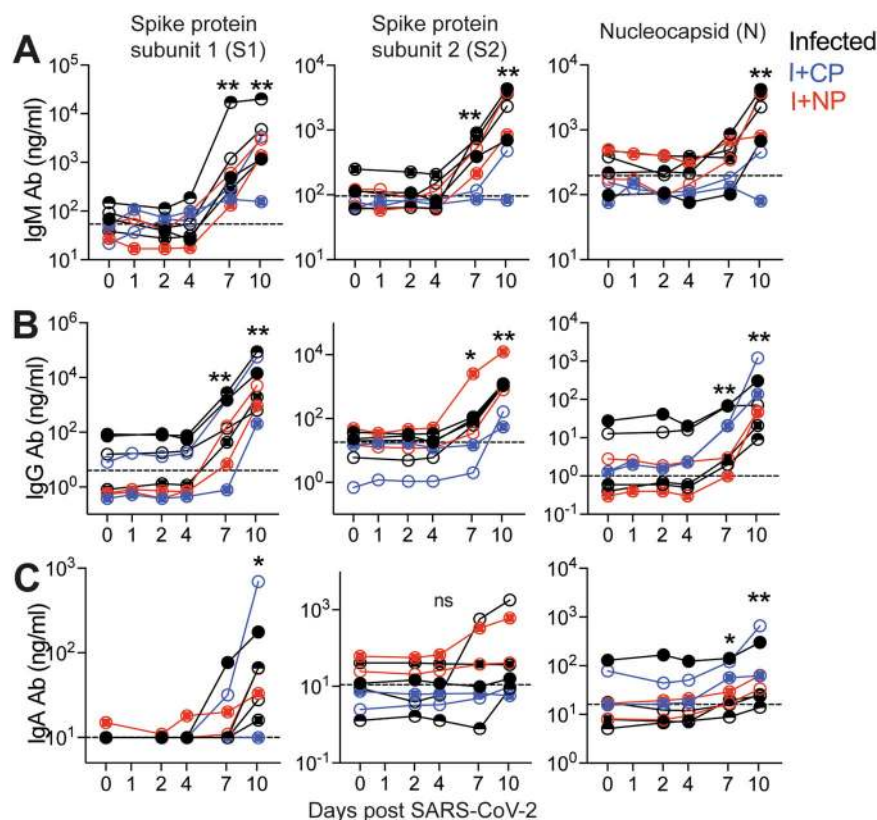 Spike protein subunit 1 (S1)
Spike protein subunit 2 (S2)
Nucleocapsid (N)
Infected
I+CP
I+NP
A
IgM Ab (ng/ml)
10^5
10^4
10^3
10^2
10^1
** **
0 1 2 4 7 10
10^4
10^3
10^2
10^1
** **
0 1 2 4 7 10
10^4
10^3
10^2
10^1
**
0 1 2 4 7 10
B
IgG Ab (ng/ml)
10^6
10^4
10^2
10^0
** **
0 1 2 4 7 10
10^4
10^2
10^0
* **
0 1 2 4 7 10
10^4
10^3
10^2
10^1
10^0
10^-1
** **
0 1 2 4 7 10
C
IgA Ab (ng/ml)
10^3
10^2
10^1
*
0 1 2 4 7 10
10^3
10^1
10^-1
ns
0 1 2 4 7 10
10^4
10^3
10^2
10^1
10^0
* **
0 1 2 4 7 10
Days post SARS-CoV-2